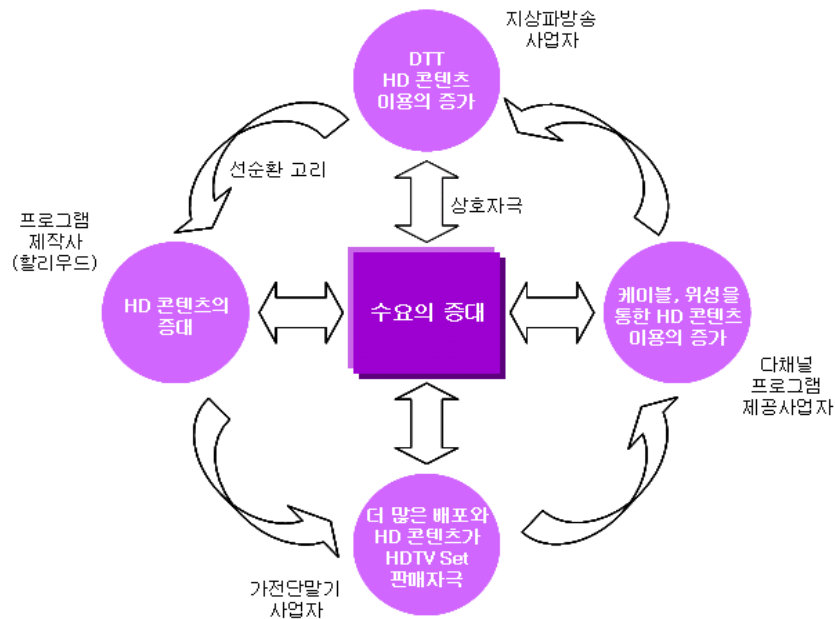 지상파방송
사업자
DTT
HD 콘텐츠
이용의 증가
선순환 고리
상호자극
프로그램
제작사
(할리우드)
HD 콘텐츠의
증대
수요의 증대
케이블, 위성을
통한 HD 콘텐츠
이용의 증가
다채널
프로그램
제공사업자
더 많은 배포와
HD 콘텐츠가
HDTV Set
판매자극
가전단말기
사업자